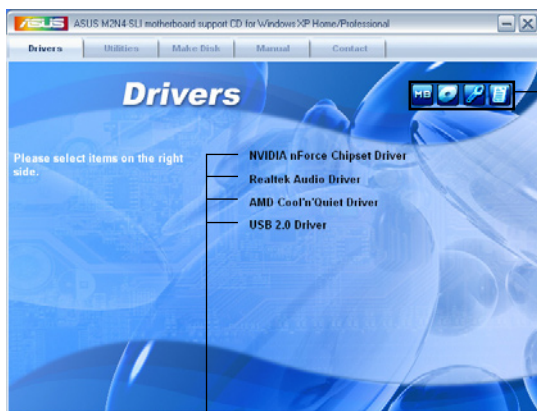 ASUS ASUS M2N4-SLI motherboard support CD for Windows XP Home/Professional
Drivers Utilities Make Disk Manual Contact
Drivers
MB
Please select items on the right
side.
NVIDIA nForce Chipset Driver
Realtek Audio Driver
AMD Cool'n'Quiet Driver
USB 2.0 Driver